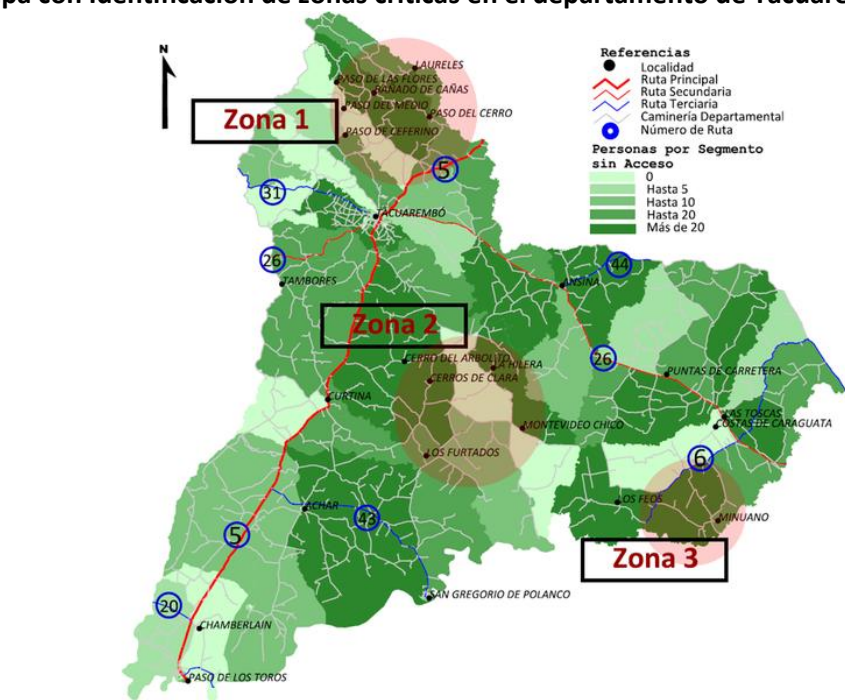 pa con identificación de zonas críticas en el departamento de Tacuare
N
Referencias
Localidad
Ruta Principal
Ruta Secundaria
Ruta Terciaria
Caminería Departamental
Número de Ruta
Personas por Segmento
sin Acceso
0
Hasta 5
Hasta 10
Hasta 20
Más de 20
LAURELES
PASO DE LAS FLORES
BAÑADO DE CAÑAS
PASO DEL MEDIO
PASO DEL CERRO
Zona 1
PASO DE CEFERINO
5
31
TACUAREMBÓ
26
44
TAMBORES
ANSINA
Zona 2
26
CERRO DEL ARBOLITO
LA HILERA
PUNTAS DE CARRETERA
CERROS DE CLARA
CURTINA
LAS TOSCAS
COSTAS DE CARAGUATA
MONTEVIDEO CHICO
LOS FURTADOS
6
LOS FEOS
ACHAR
43
MINUANO
5
Zona 3
SAN GREGORIO DE POLANCO
20
CHAMBERLAIN
PASO DE LOS TOROS